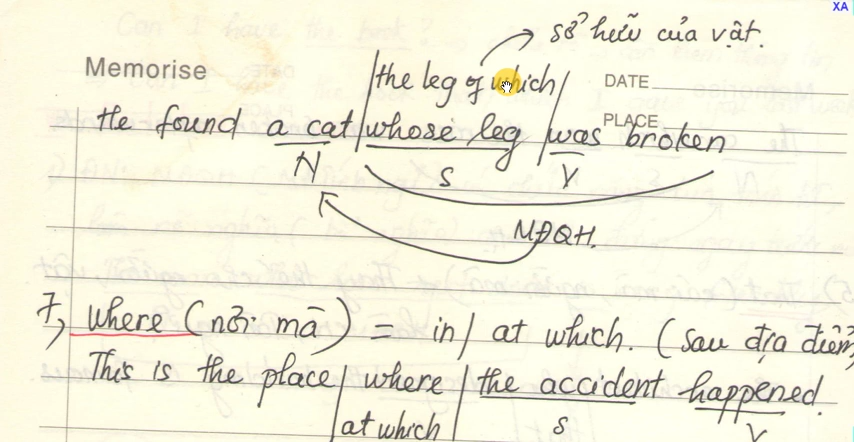 XA
sở hữu của vật.
Memorise
the leg of which
DATE
PLACE
He found a cat whose leg was broken
N S V
MĐQH.
7, where (nơi mà) = in/ at which. (sau địa điểm
This is the place where the accident happened.
at which S V